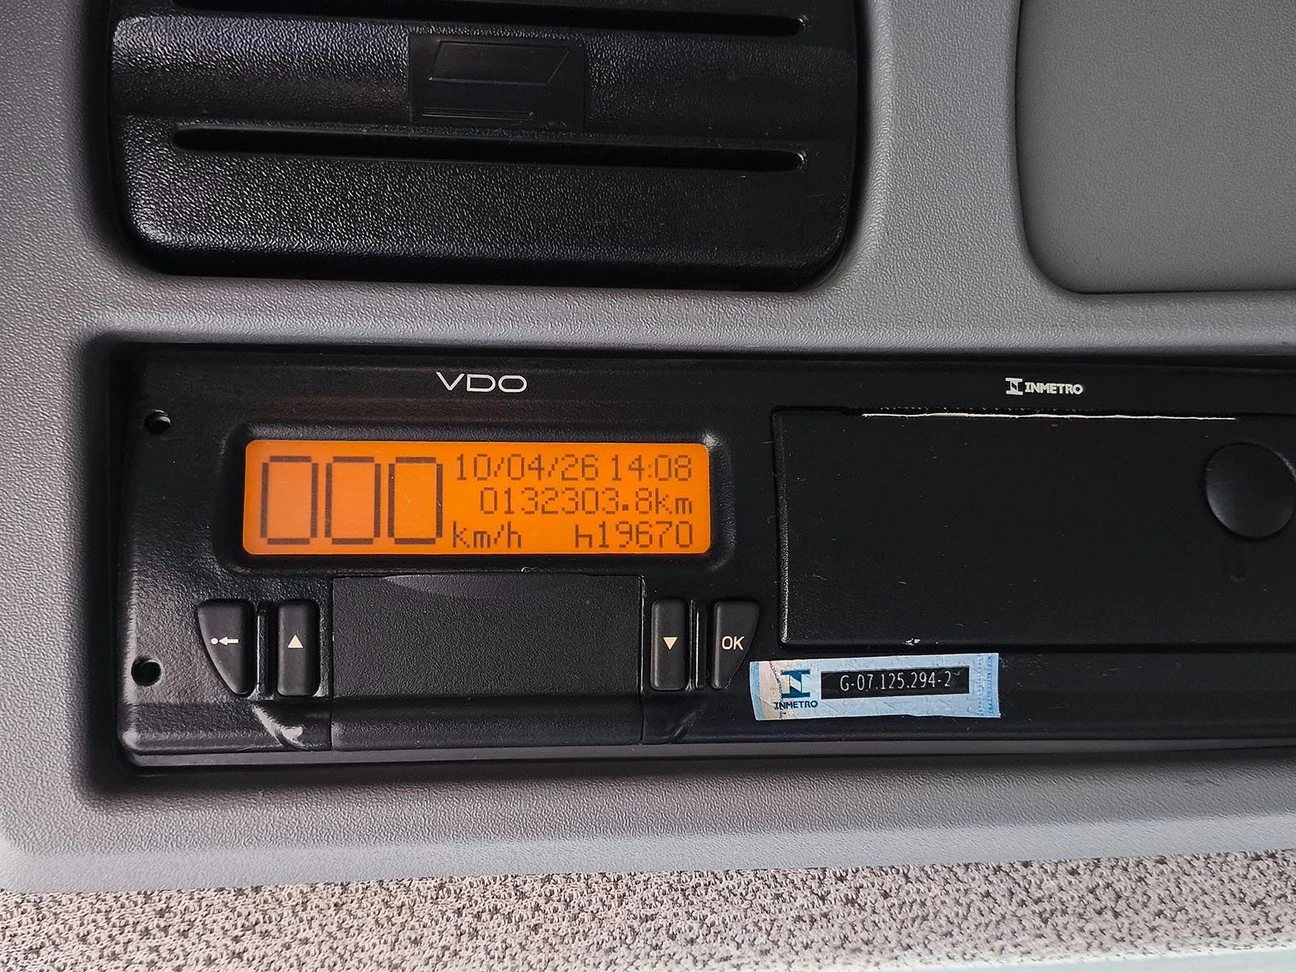 VDO
INMETRO
000
10/04/26 14:08
0132303.8km
km/h h19670
OK
G-07.125.294-2
INMETRO